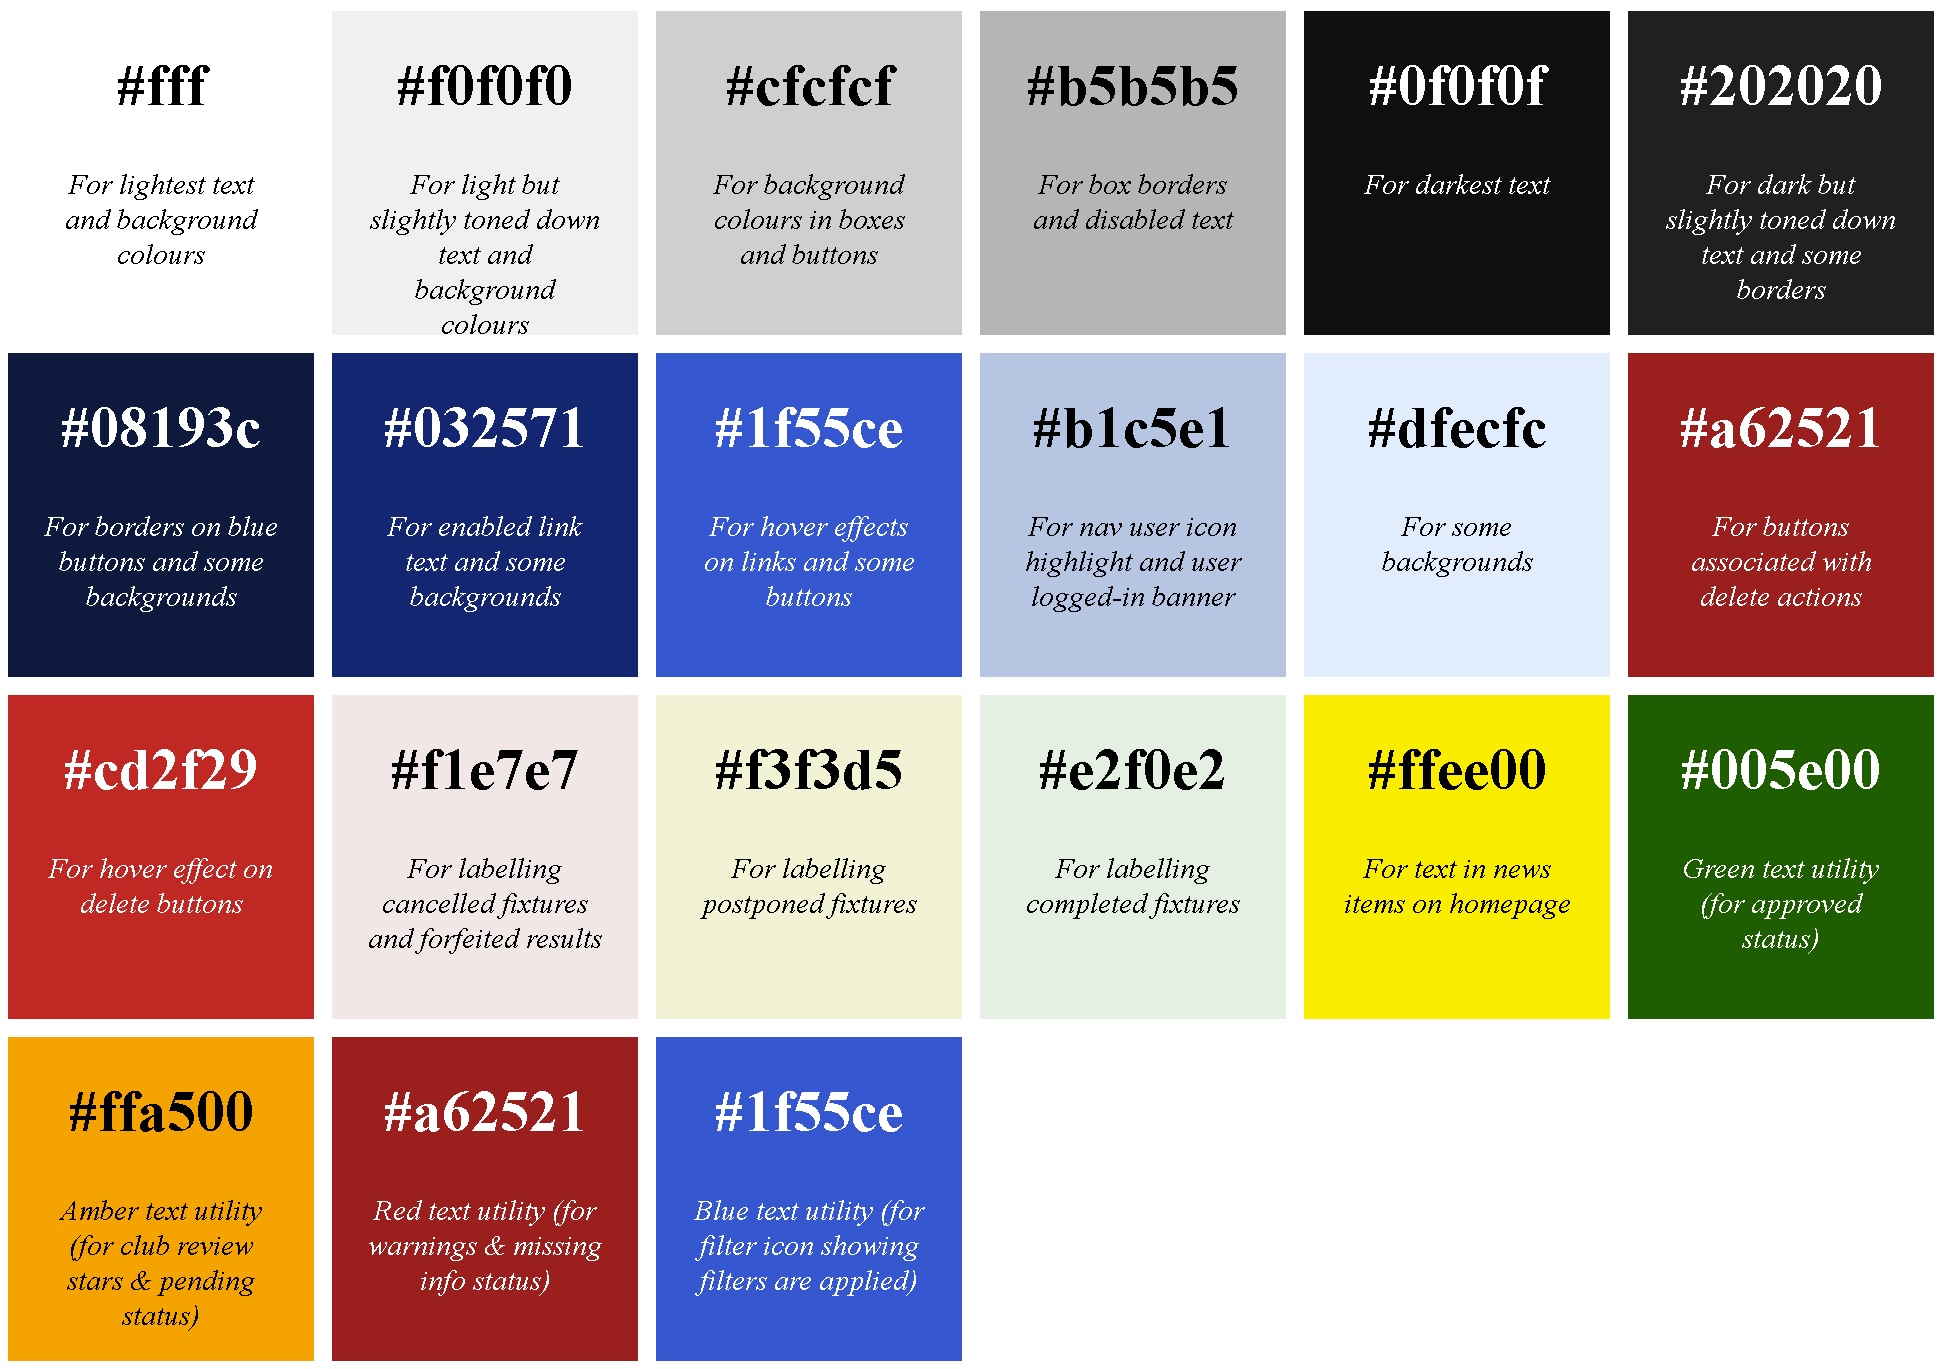 #fff
For lightest text
and background
colours
#f0f0f0
For light but
slightly toned down
text and
background
colours
#cfcfcf
For background
colours in boxes
and buttons
#b5b5b5
For box borders
and disabled text
#0f0f0f
For darkest text
#202020
For dark but
slightly toned down
text and some
borders
#08193c
For borders on blue
buttons and some
backgrounds
#032571
For enabled link
text and some
backgrounds
#1f55ce
For hover effects
on links and some
buttons
#b1c5e1
For nav user icon
highlight and user
logged-in banner
#dfecfc
For some
backgrounds
#a62521
For buttons
associated with
delete actions
#cd2f29
For hover effect on
delete buttons
#f1e7e7
For labelling
cancelled fixtures
and forfeited results
#f3f3d5
For labelling
postponed fixtures
#e2f0e2
For labelling
completed fixtures
#ffee00
For text in news
items on homepage
#005e00
Green text utility
(for approved
status)
#ffa500
Amber text utility
(for club review
stars & pending
status)
#a62521
Red text utility (for
warnings & missing
info status)
#1f55ce
Blue text utility (for
filter icon showing
filters are applied)